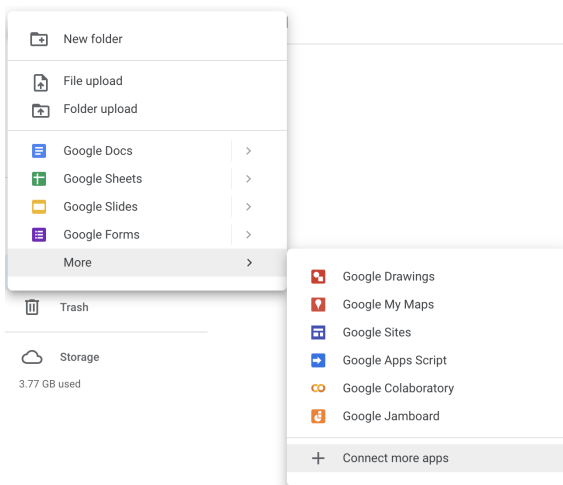 New folder
File upload
Folder upload
Google Docs
Google Sheets
Google Slides
Google Forms
More
Trash
Storage
3.77 GB used
Google Drawings
Google My Maps
Google Sites
Google Apps Script
Google Colaboratory
Google Jamboard
Connect more apps